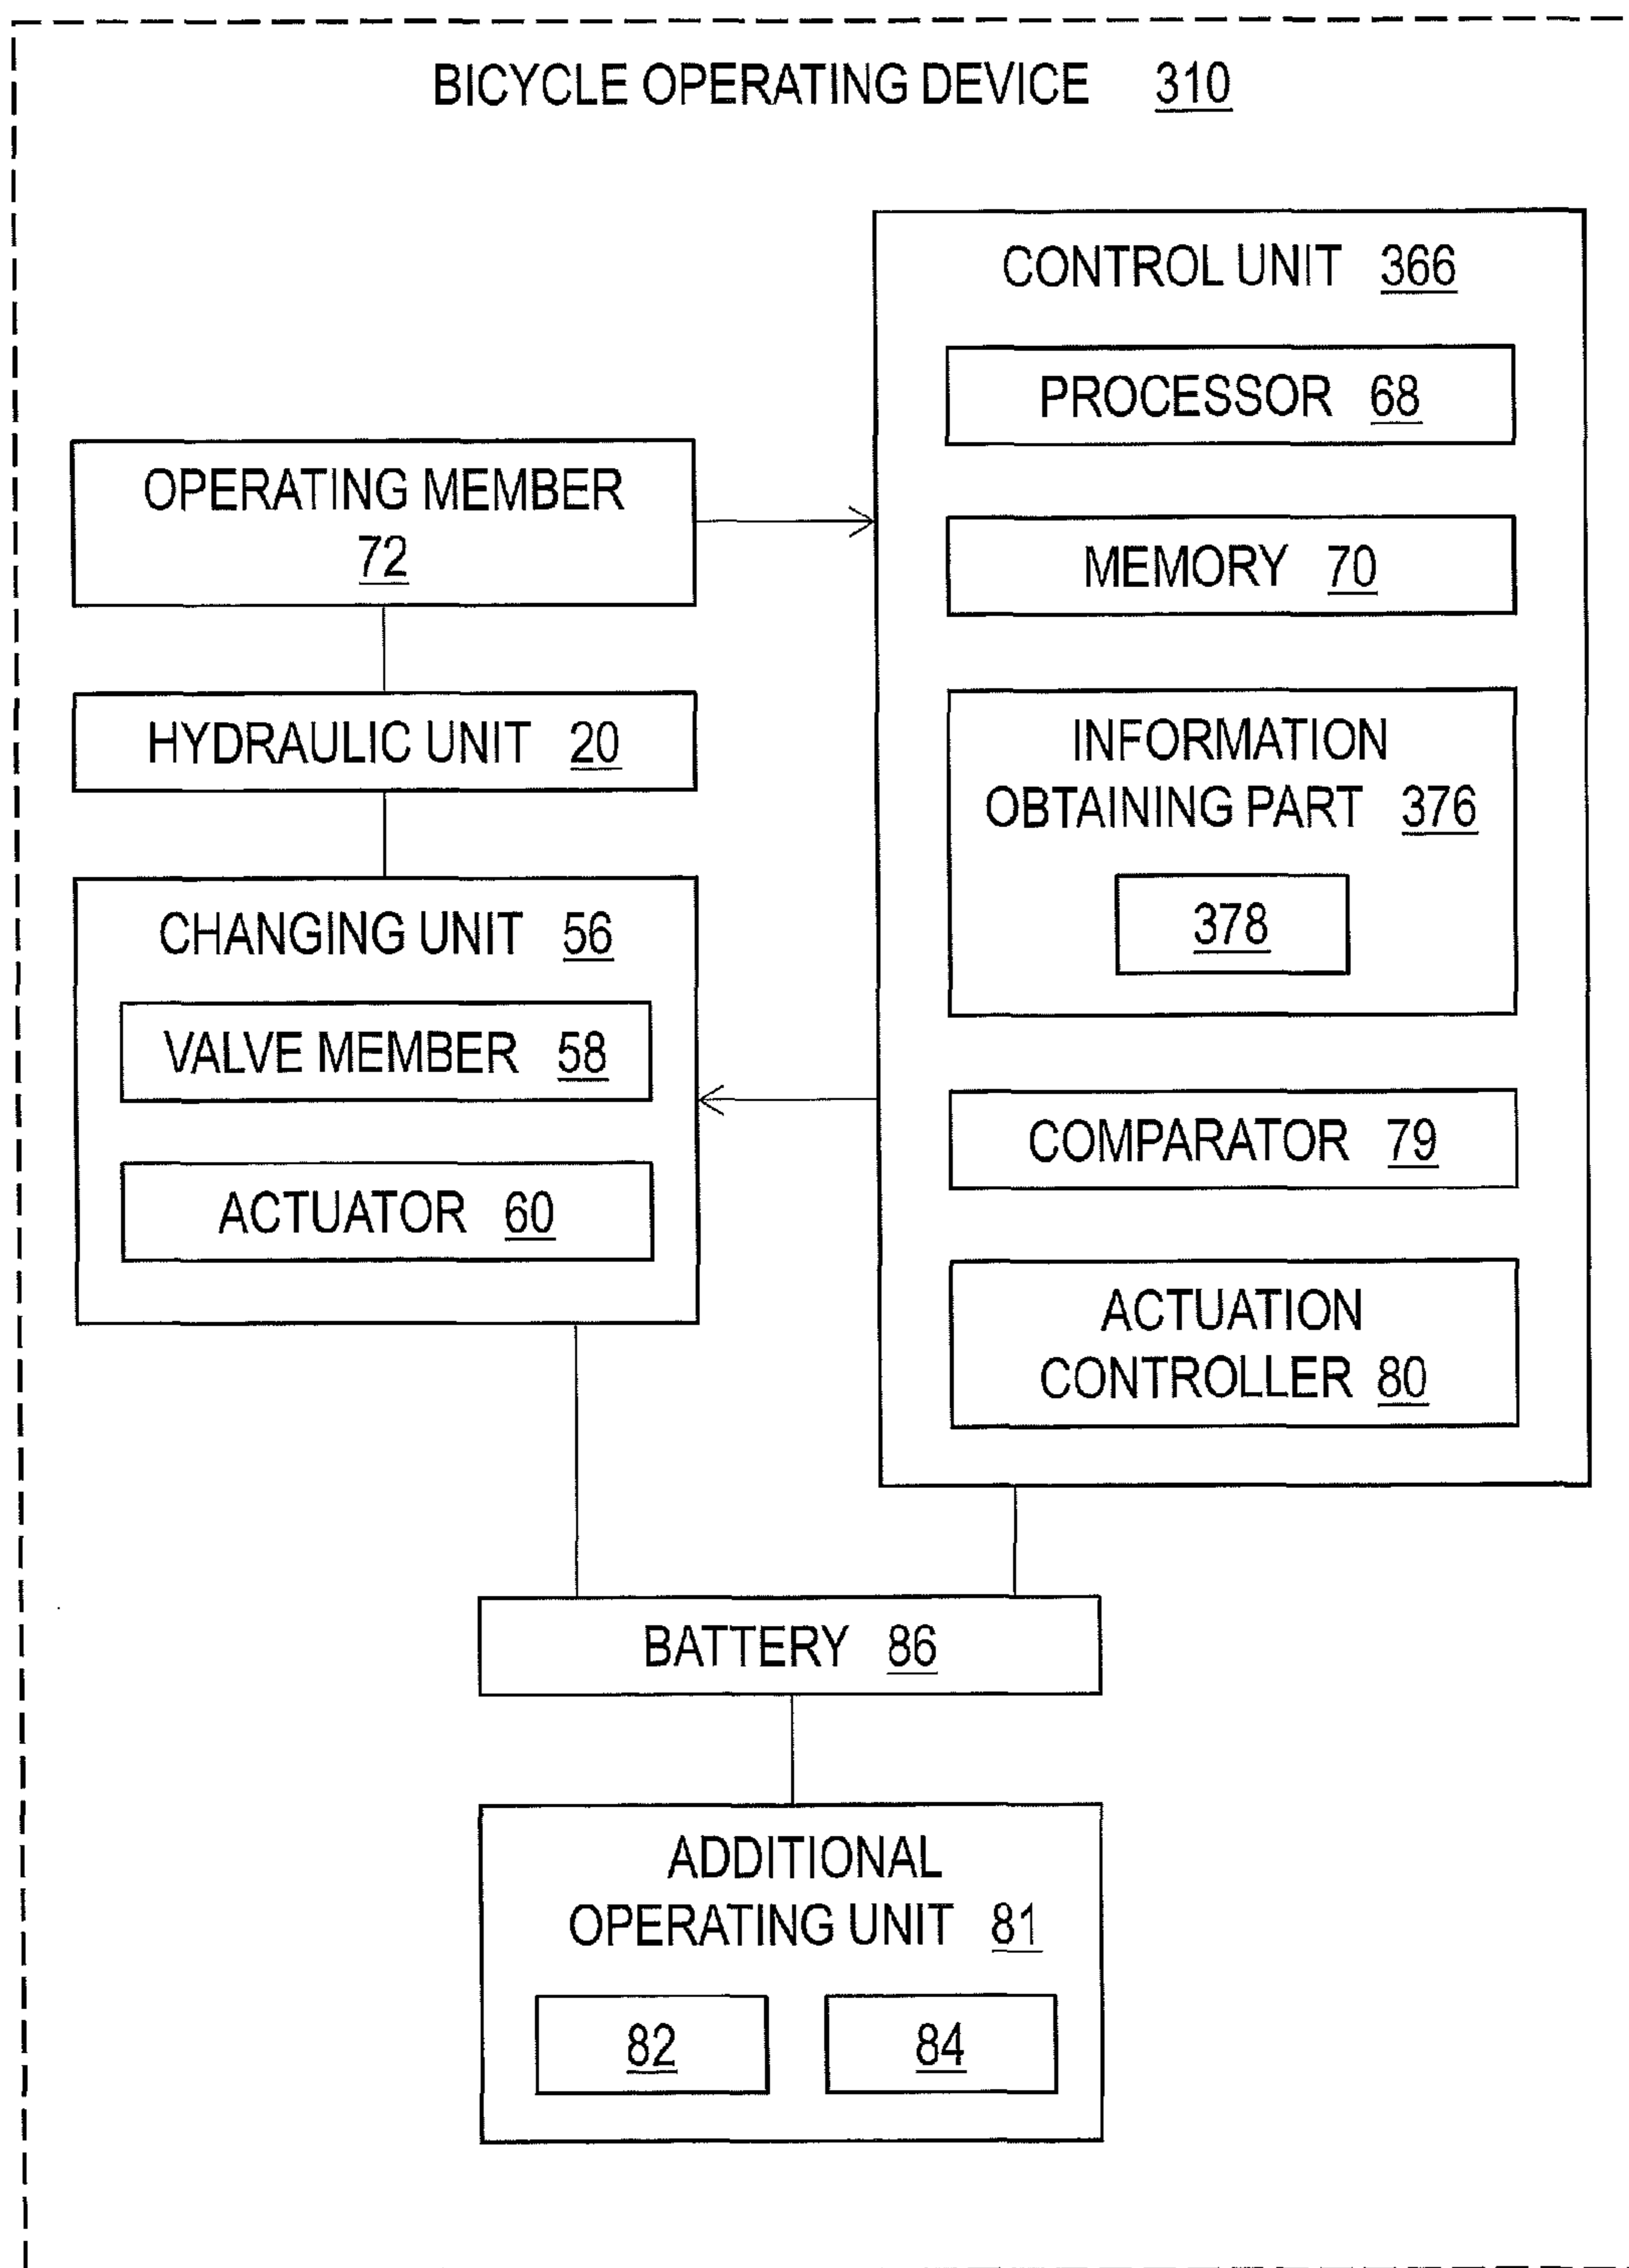 BICYCLE OPERATING DEVICE 310
OPERATING MEMBER
72
HYDRAULIC UNIT 20
CHANGING UNIT 56
VALVE MEMBER 58
ACTUATOR 60
CONTROL UNIT 366
PROCESSOR 68
MEMORY 70
INFORMATION
OBTAINING PART 376
378
COMPARATOR 79
ACTUATION
CONTROLLER 80
BATTERY 86
ADDITIONAL
OPERATING UNIT 81
82
84